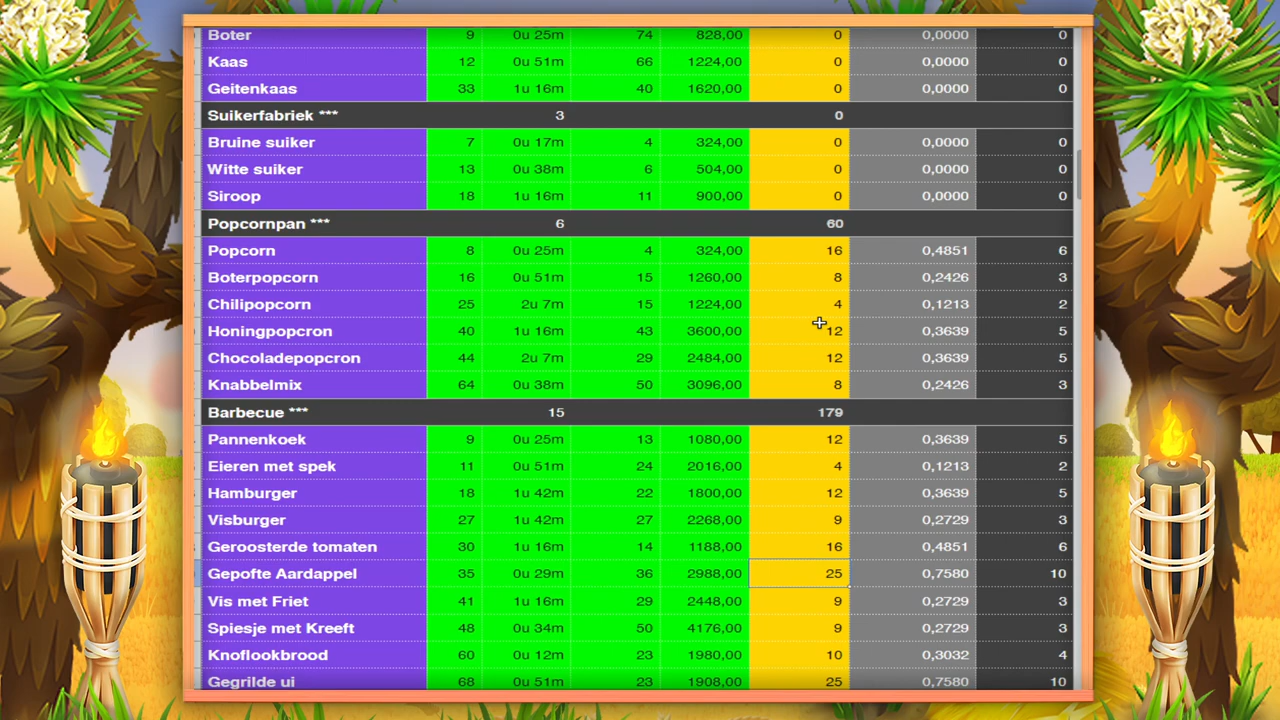 Boter 9 0u 25m 74 828,00 0 0,0000 0
Kaas 12 0u 51m 66 1224,00 0 0,0000 0
Geitenkaas 33 1u 16m 40 1620,00 0 0,0000 0
Suikerfabriek *** 3 0
Bruine suiker 7 0u 17m 4 324,00 0 0,0000 0
Witte suiker 13 0u 38m 6 504,00 0 0,0000 0
Siroop 18 1u 16m 11 900,00 0 0,0000 0
Popcornpan *** 6 60
Popcorn 8 0u 25m 4 324,00 16 0,4851 6
Boterpopcorn 16 0u 51m 15 1260,00 8 0,2426 3
Chilipopcorn 25 2u 7m 15 1224,00 4 0,1213 2
Honingpopcron 40 1u 16m 43 3600,00 12 0,3639 5
Chocoladepopcron 44 2u 7m 29 2484,00 12 0,3639 5
Knabbelmix 64 0u 38m 50 3096,00 8 0,2426 3
Barbecue *** 15 179
Pannenkoek 9 0u 25m 13 1080,00 12 0,3639 5
Eieren met spek 11 0u 51m 24 2016,00 4 0,1213 2
Hamburger 18 1u 42m 22 1800,00 12 0,3639 5
Visburger 27 1u 42m 27 2268,00 9 0,2729 3
Geroosterde tomaten 30 1u 16m 14 1188,00 16 0,4851 6
Gepofte Aardappel 35 0u 29m 36 2988,00 25 0,7580 10
Vis met Friet 41 1u 16m 29 2448,00 9 0,2729 3
Spiesje met Kreeft 48 0u 34m 50 4176,00 9 0,2729 3
Knoflookbrood 60 0u 12m 23 1980,00 10 0,3032 4
Gegrilde ui 68 0u 51m 23 1908,00 25 0,7580 10